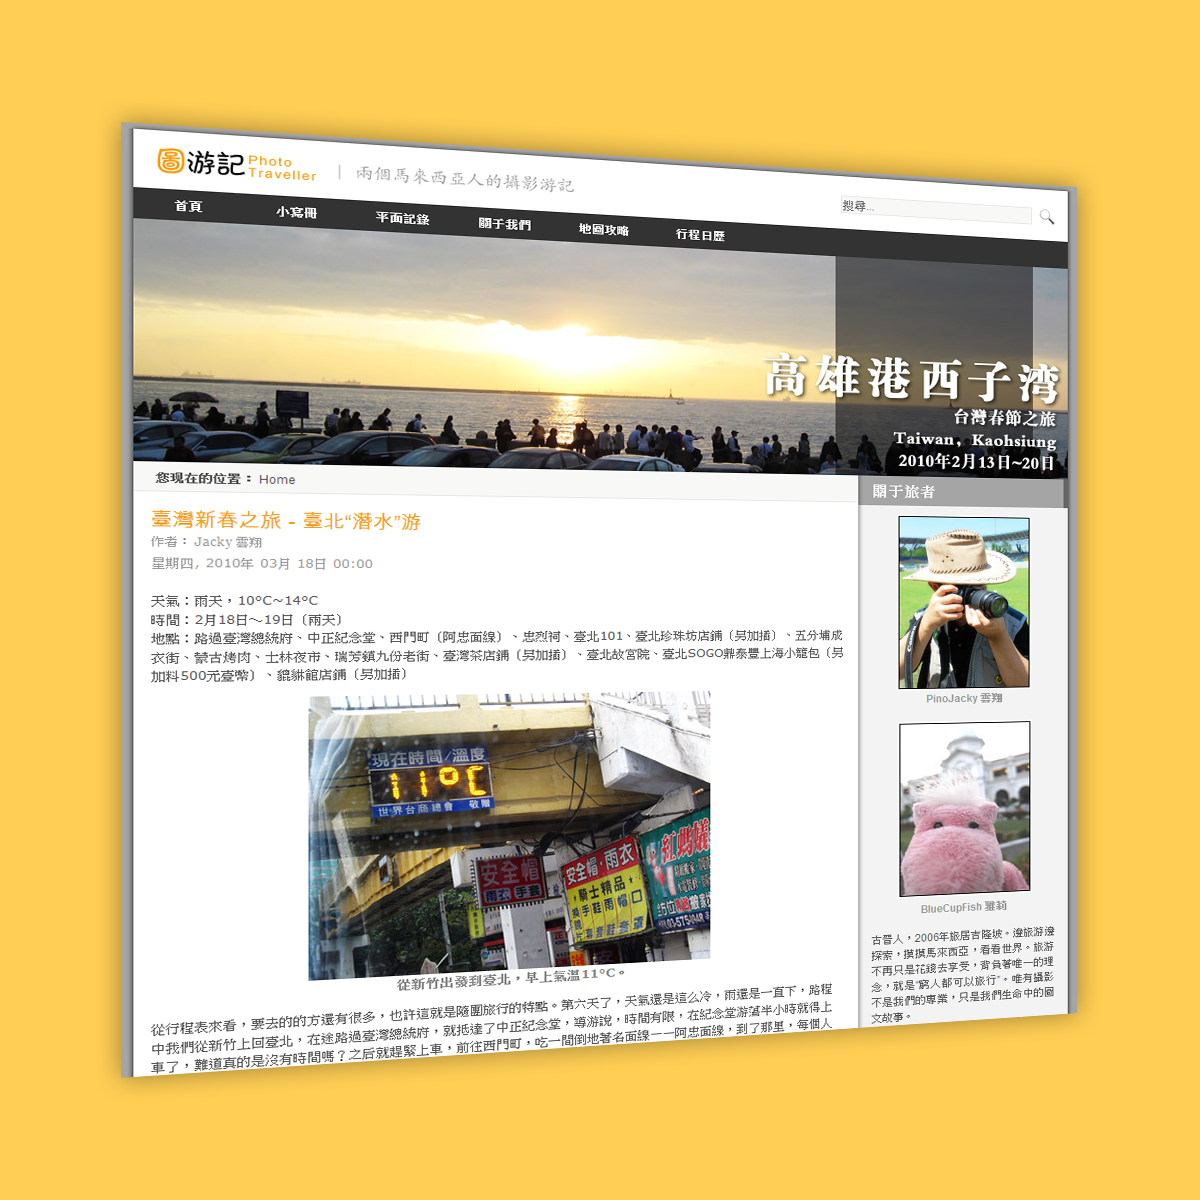 圖游記 Photo Traveller | 兩個馬來西亞人的攝影游記
搜尋...
首頁 小寫冊 平面記錄 關于我們 地圖攻略 行程日歷
高雄港西子湾
台灣春節之旅
Taiwan, Kaohsiung
2010年2月13日~20日
您現在的位置： Home
臺灣新春之旅 - 臺北“潛水”游
作者： Jacky 雲翔
星期四, 2010年 03月 18日 00:00
天氣：雨天，10°C~14°C
時間：2月18日～19日〔雨天〕
地點：路過臺灣總統府、中正紀念堂、西門町〔阿忠面線〕、忠烈祠、臺北101、臺北珍珠坊店鋪〔另加插〕、五分埔成
衣街、蒙古烤肉、士林夜市、瑞芳鎮九份老街、臺灣茶店鋪〔另加插〕、臺北故宮院、臺北SOGO鼎泰豐上海小籠包〔另
加料500元臺幣〕、貔貅館店鋪〔另加插〕
現在時間/溫度
11°C
世界台商總會 敬贈
安全帽
雨衣 手套
安全帽·雨衣
騎士精品
手鞋雨帽口
套套衣罩罩
紅螞蟻
從新竹出發到臺北，早上氣溫11°C。
從行程表來看，要去的的方還有很多，也許這就是隨團旅行的特點。第六天了，天氣還是這么冷，雨還是一直下，路程
中我們從新竹上回臺北，在途路過臺灣總統府，就抵達了中正紀念堂，導游說，時間有限，在紀念堂游蕩半小時就得上
車了，難道真的是沒有時間嗎？之后就趕緊上車，前往西門町，吃一間倒地著名面線——阿忠面線，到了那里，每個人
關于旅者
PinoJacky 雲翔
BlueCupFish 雅莉
古晉人，2006年旅居吉隆坡。邊旅游邊
探索，摸摸馬來西亞，看看世界。旅游
不再只是花錢去享受，背負著唯一的理
念，就是“窮人都可以旅行”。唯有攝影
不是我們的專業，只是我們生命中的圖
文故事。